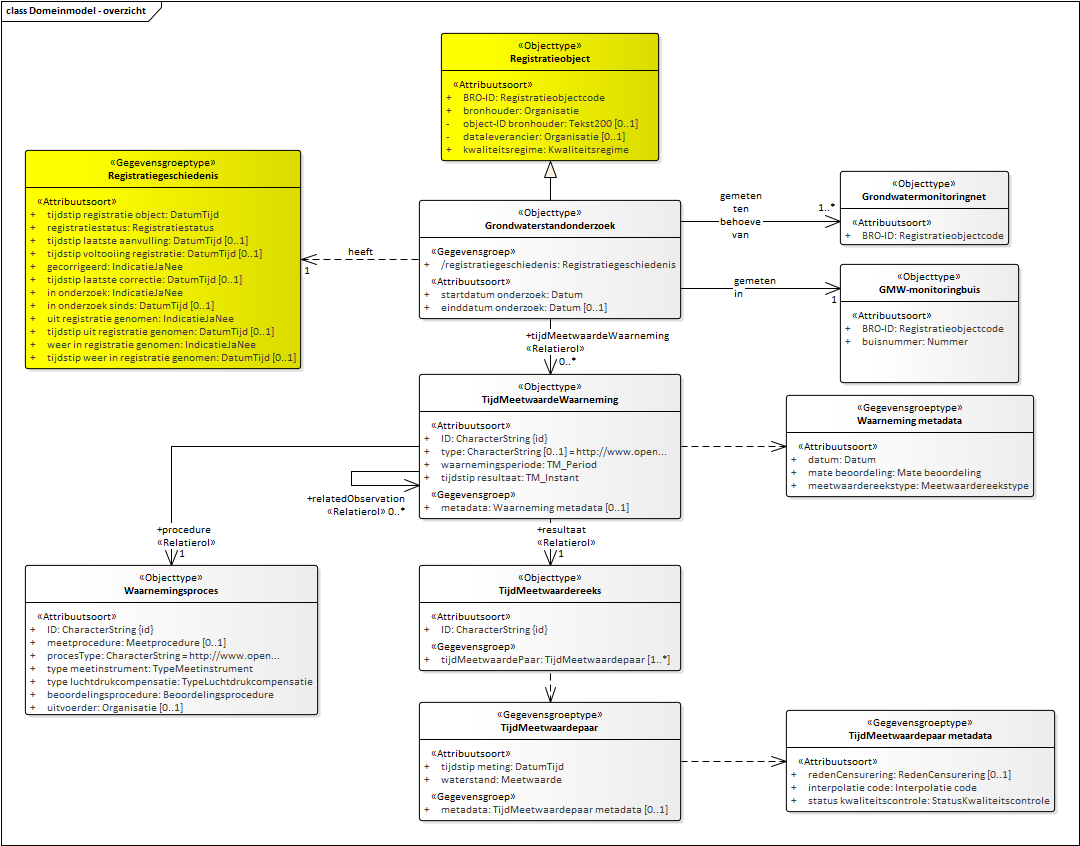 class Domeinmodel - overzicht
«Objecttype»
Registratieobject
«Attribuutsoort»
+ BRO-ID: Registratieobjectcode
+ bronhouder: Organisatie
- object-ID bronhouder: Tekst200 [0..1]
- dataleverancier: Organisatie [0..1]
+ kwaliteitsregime: Kwaliteitsregime
«Gegevensgroeptype»
Registratiegeschiedenis
«Attribuutsoort»
+ tijdstip registratie object: DatumTijd
+ registratiestatus: Registratiestatus
+ tijdstip laatste aanvulling: DatumTijd [0..1]
+ tijdstip voltooiing registratie: DatumTijd [0..1]
+ gecorrigeerd: IndicatieJaNee
+ tijdstip laatste correctie: DatumTijd [0..1]
+ in onderzoek: IndicatieJaNee
+ in onderzoek sinds: DatumTijd [0..1]
+ uit registratie genomen: IndicatieJaNee
+ tijdstip uit registratie genomen: DatumTijd [0..1]
+ weer in registratie genomen: IndicatieJaNee
+ tijdstip weer in registratie genomen: DatumTijd [0..1]
heeft
1
«Objecttype»
Grondwaterstandonderzoek
«Gegevensgroep»
+ /registratiegeschiedenis: Registratiegeschiedenis
«Attribuutsoort»
+ startdatum onderzoek: Datum
+ einddatum onderzoek: Datum [0..1]
gemeten
ten
behoeve
van
1..*
«Objecttype»
Grondwatermonitoringnet
«Attribuutsoort»
+ BRO-ID: Registratieobjectcode
gemeten
in
1
«Objecttype»
GMW-monitoringbuis
«Attribuutsoort»
+ BRO-ID: Registratieobjectcode
+ buisnummer: Nummer
+tijdMeetwaardeWaarneming
«Relatierol»
0..*
«Objecttype»
TijdMeetwaardeWaarneming
«Attribuutsoort»
+ ID: CharacterString {id}
+ type: CharacterString [0..1] = http://www.open...
+ waarnemingsperiode: TM_Period
+ tijdstip resultaat: TM_Instant
«Gegevensgroep»
+ metadata: Waarneming metadata [0..1]
«Gegevensgroeptype»
Waarneming metadata
«Attribuutsoort»
+ datum: Datum
+ mate beoordeling: Mate beoordeling
+ meetwaardereekstype: Meetwaardereekstype
+relatedObservation
«Relatierol» 0..*
+procedure
«Relatierol»
1
+resultaat
«Relatierol»
1
«Objecttype»
Waarnemingsproces
«Attribuutsoort»
+ ID: CharacterString {id}
+ meetprocedure: Meetprocedure [0..1]
+ procesType: CharacterString = http://www.open...
+ type meetinstrument: TypeMeetinstrument
+ type luchtdrukcompensatie: TypeLuchtdrukcompensatie
+ beoordelingsprocedure: Beoordelingsprocedure
+ uitvoerder: Organisatie [0..1]
«Objecttype»
TijdMeetwaardereeks
«Attribuutsoort»
+ ID: CharacterString {id}
«Gegevensgroep»
+ tijdMeetwaardePaar: TijdMeetwaardepaar [1..*]
«Gegevensgroeptype»
TijdMeetwaardepaar
«Attribuutsoort»
+ tijdstip meting: DatumTijd
+ waterstand: Meetwaarde
«Gegevensgroep»
+ metadata: TijdMeetwaardepaar metadata [0..1]
«Gegevensgroeptype»
TijdMeetwaardepaar metadata
«Attribuutsoort»
+ redenCensurering: RedenCensurering [0..1]
+ interpolatie code: Interpolatie code
+ status kwaliteitscontrole: StatusKwaliteitscontrole